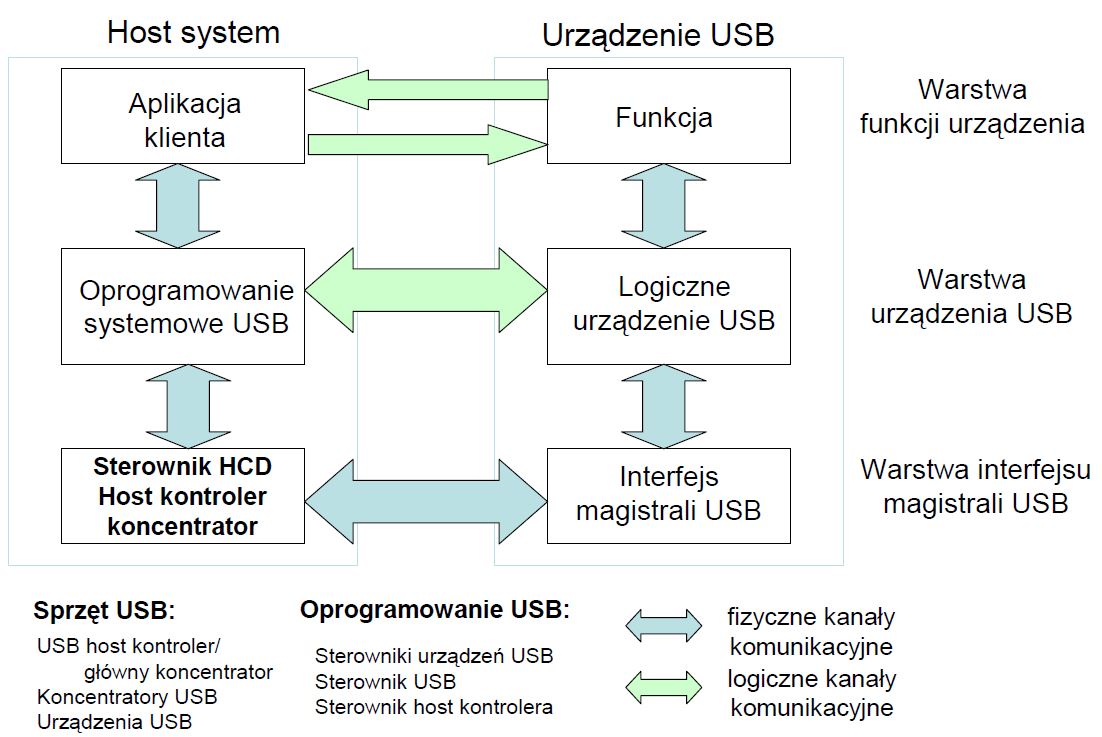 Host system
Urządzenie USB
Aplikacja
klienta
Funkcja
Warstwa
funkcji urządzenia
Oprogramowanie
systemowe USB
Logiczne
urządzenie USB
Warstwa
urządzenia USB
Sterownik HCD
Host kontroler
koncentrator
Interfejs
magistrali USB
Warstwa interfejsu
magistrali USB
Sprzęt USB:
USB host kontroler/
główny koncentrator
Koncentratory USB
Urządzenia USB
Oprogramowanie USB:
Sterowniki urządzeń USB
Sterownik USB
Sterownik host kontrolera
fizyczne kanały
komunikacyjne
logiczne kanały
komunikacyjne